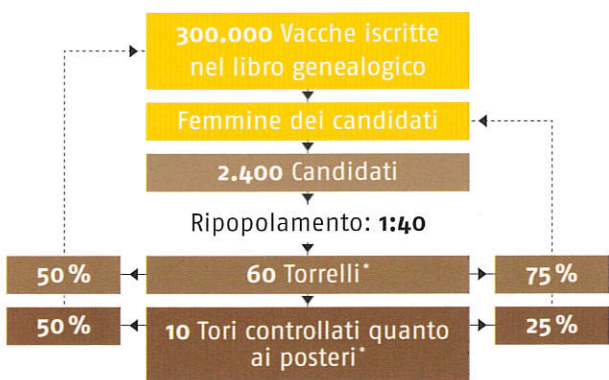 300.000 Vacche iscritte
nel libro genealogico
Femmine dei candidati
2.400 Candidati
Ripopolamento: 1:40
50% 60 Torrelli* 75%
50% 10 Tori controllati quanto 25%
ai posteri*